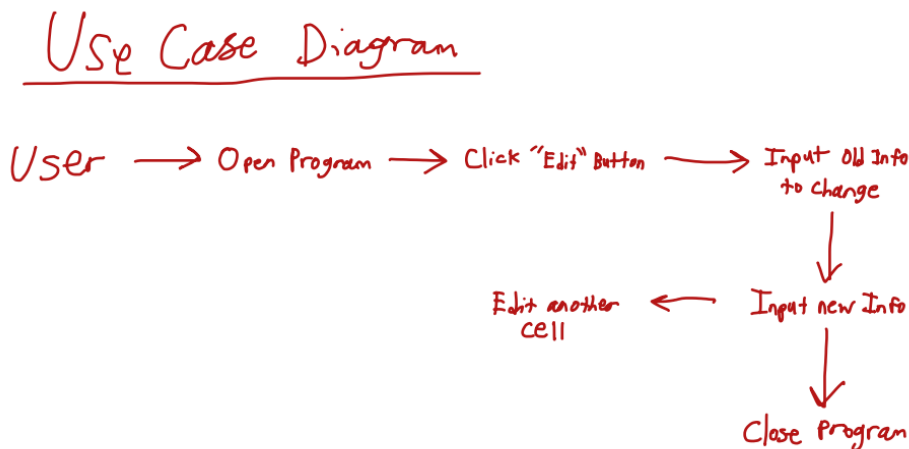 Use Case Diagram
User → Open Program → Click "Edit" Button → Input Old Info
to change
Edit another ← Input new Info
cell
Close Program